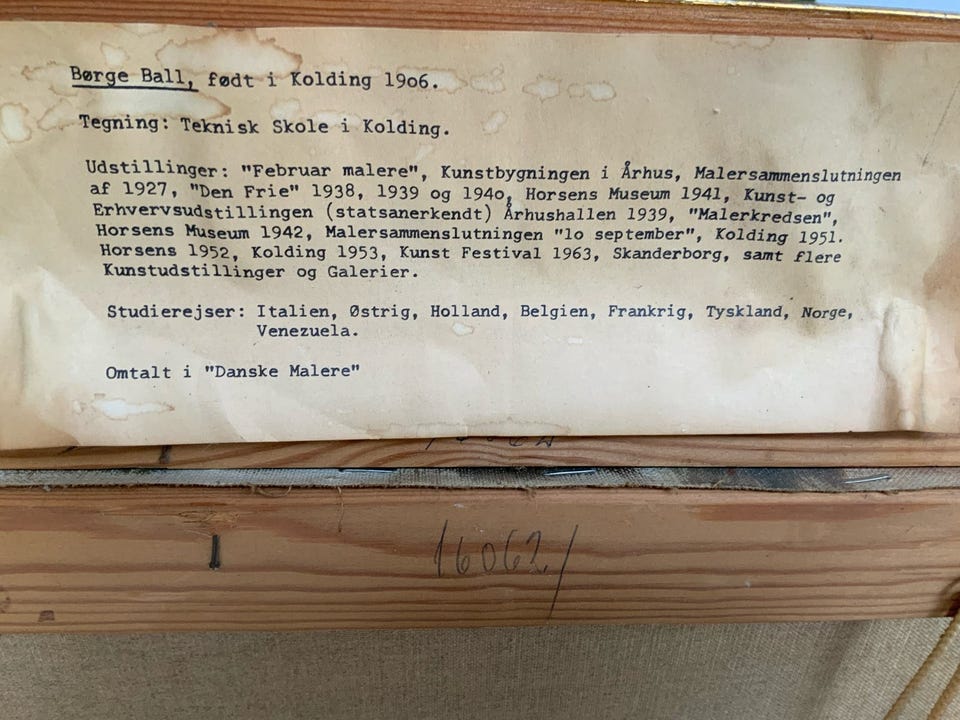 Børge Ball, født i Kolding 19o6.
Tegning: Teknisk Skole i Kolding.
Udstillinger: "Februar malere", Kunstbygningen i Århus, Malersammenslutningen
af 1927, "Den Frie" 1938, 1939 og 194o, Horsens Museum 1941, Kunst- og
Erhvervsudstillingen (statsanerkendt) Århushallen 1939, "Malerkredsen",
Horsens Museum 1942, Malersammenslutningen "lo september", Kolding 1951.
Horsens 1952, Kolding 1953, Kunst Festival 1963, Skanderborg, samt flere
Kunstudstillinger og Galerier.
Studierejser: Italien, Østrig, Holland, Belgien, Frankrig, Tyskland, Norge,
Venezuela.
Omtalt i "Danske Malere"
16062/